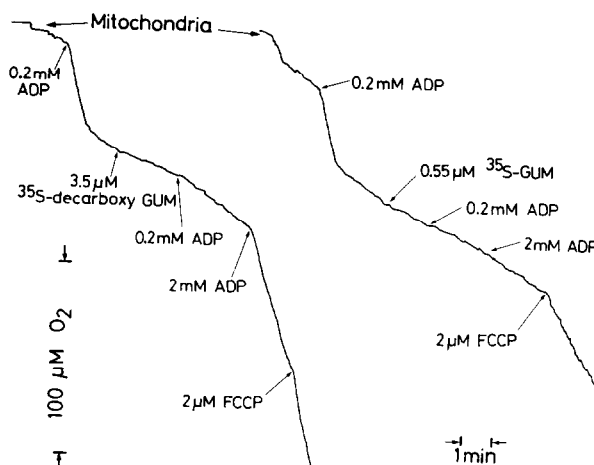 Mitochondria
0.2mM
ADP
0.2mM ADP
3.5µM
³⁵S-decarboxy GUM
0.55µM ³⁵S-GUM
0.2mM ADP
0.2mM ADP
2mM ADP
2mM ADP
100 µM O₂
2µM FCCP
2µM FCCP
1min